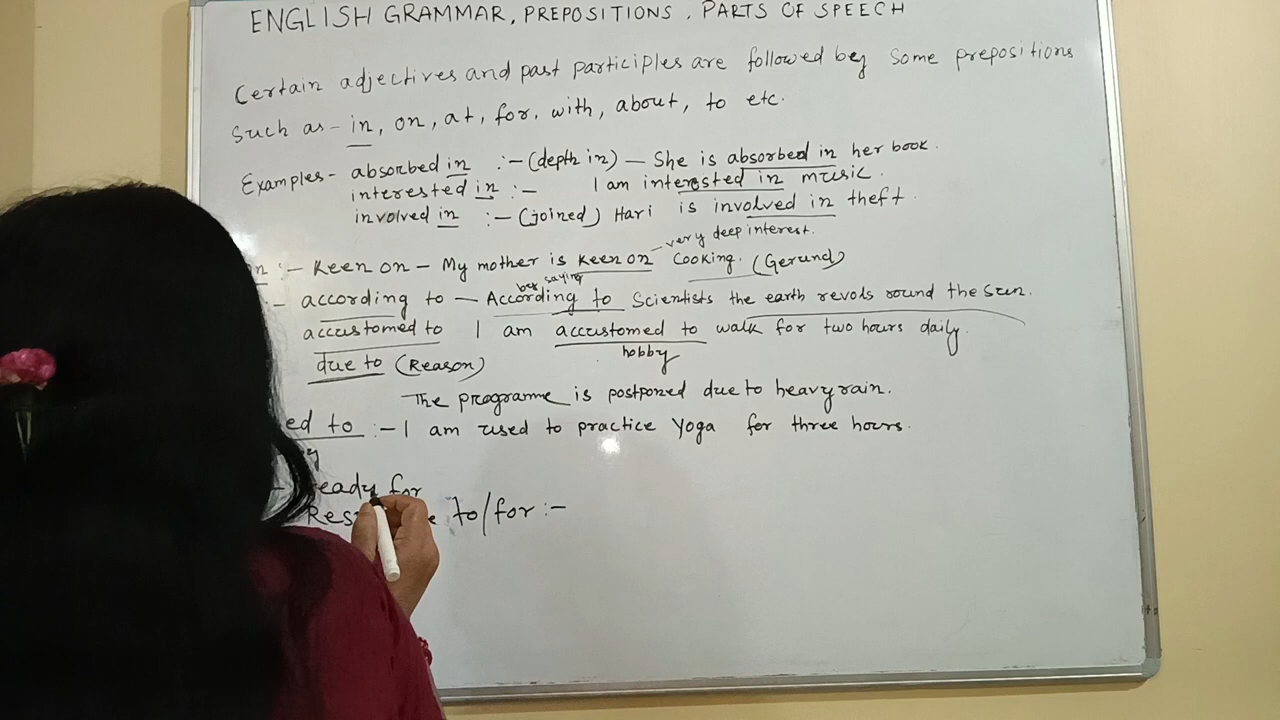 ENGLISH GRAMMAR, PREPOSITIONS, PARTS OF SPEECH
Certain adjectives and past participles are followed by some prepositions
Such as - in, on, at, for, with, about, to etc.
Examples - absorbed in :- (depth in) - She is absorbed in her book.
interested in :- I am interested in music.
involved in :- (joined) Hari is involved in theft.
very deep interest.
:- Keen on - My mother is keen on cooking. (Gerund)
by saying
:- according to - According to Scientists the earth revols round the sun.
accustomed to I am accustomed to walk for two hours daily.
hobby
due to (Reason)
The programme is postponed due to heavy rain.
ed to :- I am used to practice Yoga for three hours.
- ready for
to/for :-